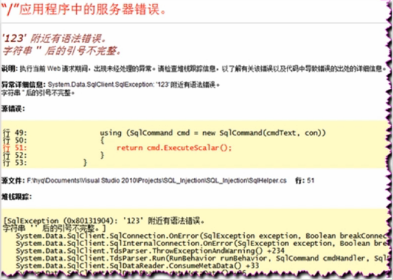 “/”应用程序中的服务器错误。
'123' 附近有语法错误。
字符串 '' 后的引号不完整。
说明: 执行当前 Web 请求期间，出现未经处理的异常。请检查堆栈跟踪信息，以了解有关该错误以及代码中导致错误的出处的详细信息。
异常详细信息: System.Data.SqlClient.SqlException: '123' 附近有语法错误。
字符串 '' 后的引号不完整。
源错误:
行 49: using (SqlCommand cmd = new SqlCommand(cmdText, con))
行 50: {
行 51: return cmd.ExecuteScalar();
行 52: }
行 53: }
源文件: F:\hyq\Documents\Visual Studio 2010\Projects\SQL_Injection\SQL_Injection\SqlHelper.cs 行: 51
堆栈跟踪:
[SqlException (0x80131904): '123' 附近有语法错误。
字符串 '' 后的引号不完整。]
System.Data.SqlClient.SqlConnection.OnError(SqlException exception, Boolean breakConnec
System.Data.SqlClient.SqlInternalConnection.OnError(SqlException exception, Boolean bre
System.Data.SqlClient.TdsParser.ThrowExceptionAndWarning() +234
System.Data.SqlClient.TdsParser.Run(RunBehavior runBehavior, SqlCommand cmdHandler, Sql
System.Data.SqlClient.SqlDataReader.ConsumeMetaData() +33